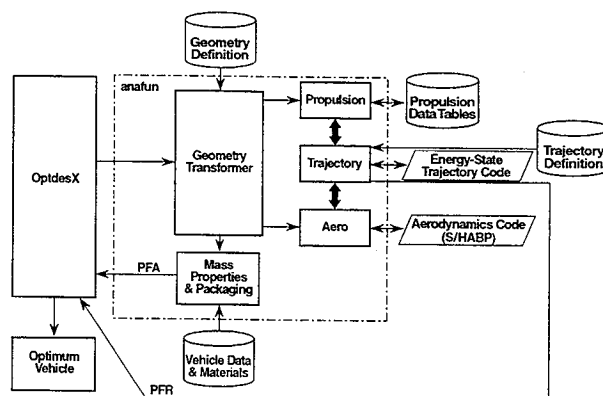 Geometry
Definition
anafun
Propulsion
Propulsion
Data Tables
OptdesX
Geometry
Transformer
Trajectory
Energy-State
Trajectory Code
Trajectory
Definition
Aero
Aerodynamics Code
(S/HABP)
PFA
Mass
Properties
& Packaging
Optimum
Vehicle
Vehicle Data
& Materials
PFR